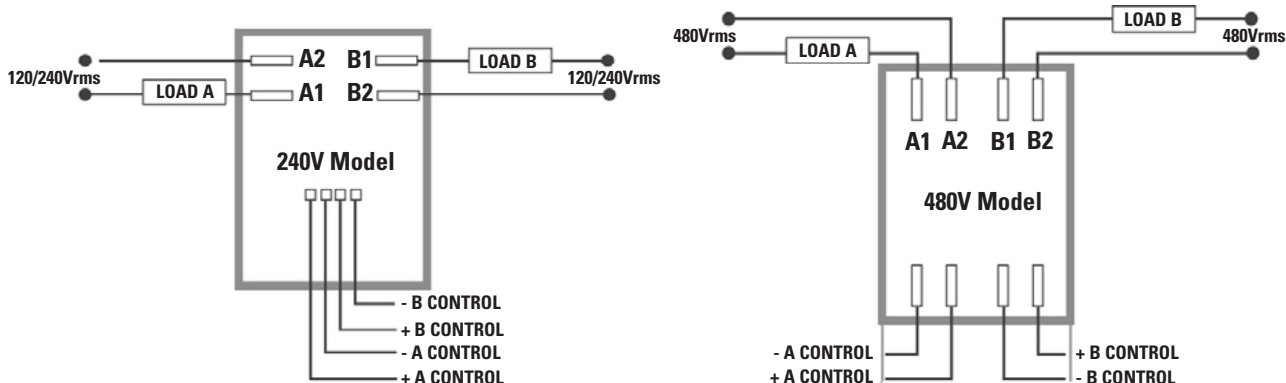 120/240Vrms
LOAD A
A2 B1
A1 B2
LOAD B
120/240Vrms
240V Model
- B CONTROL
+ B CONTROL
- A CONTROL
+ A CONTROL
480Vrms
LOAD A
LOAD B
480Vrms
A1 A2 B1 B2
480V Model
- A CONTROL
+ A CONTROL
+ B CONTROL
- B CONTROL